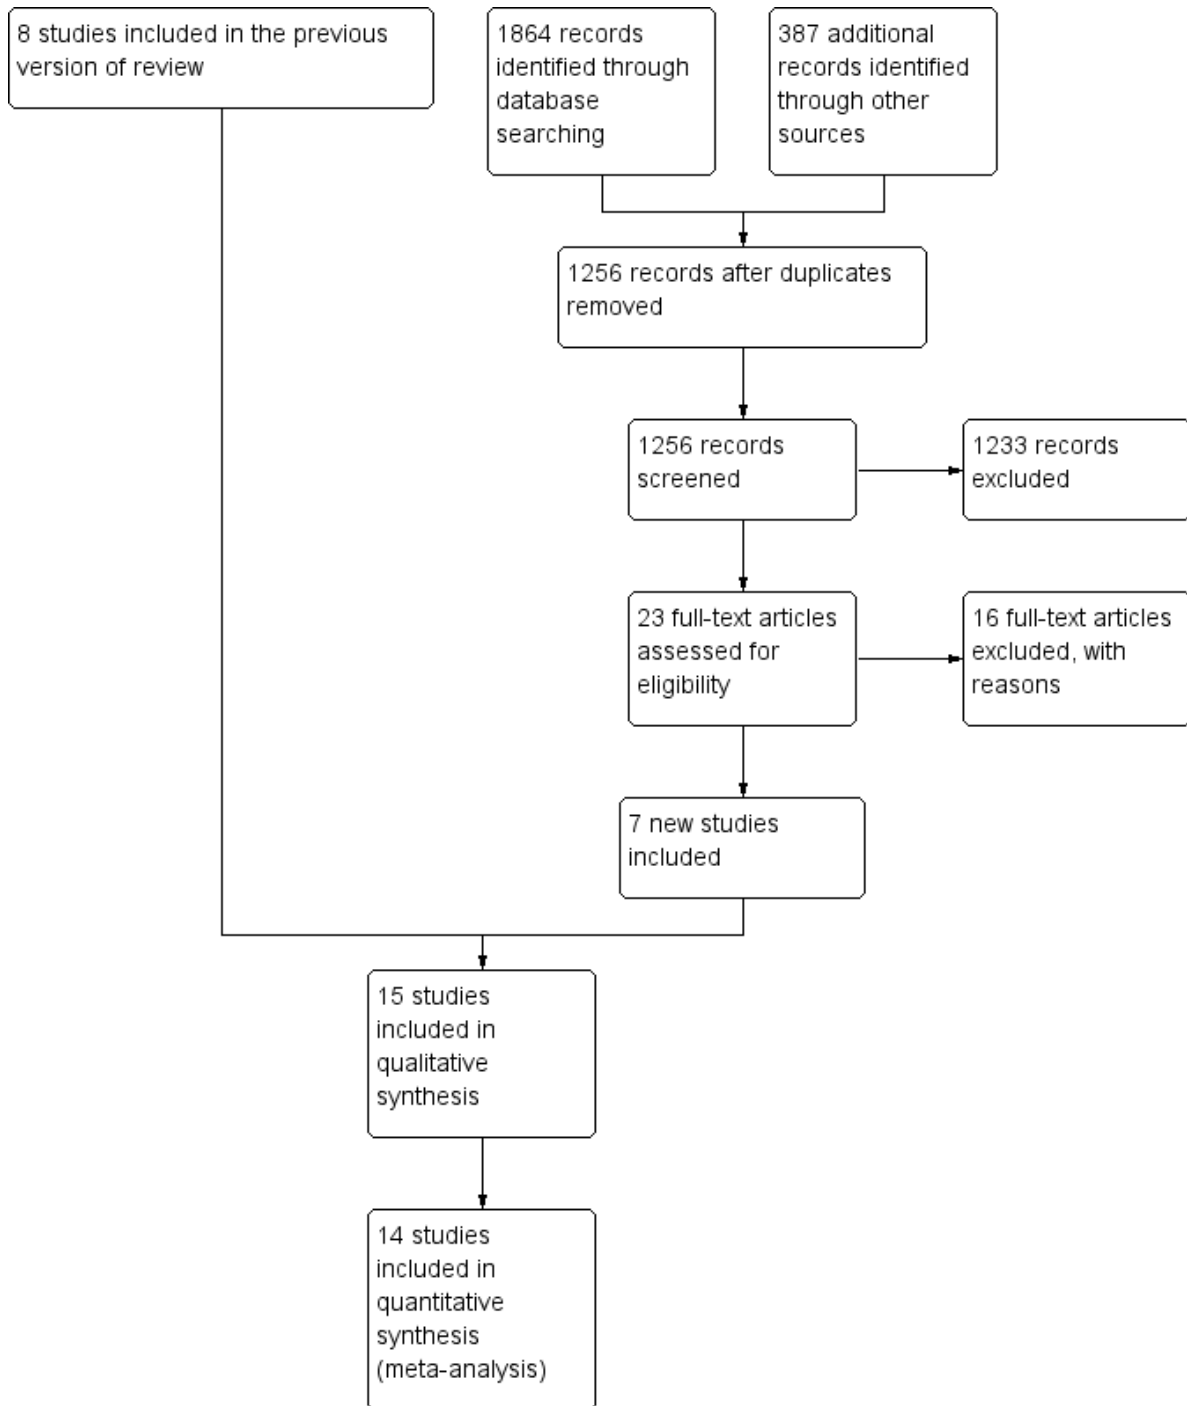 8 studies included in the previous
version of review
1864 records
identified through
database
searching
387 additional
records identified
through other
sources
1256 records after duplicates
removed
1256 records
screened
1233 records
excluded
23 full-text articles
assessed for
eligibility
16 full-text articles
excluded, with
reasons
7 new studies
included
15 studies
included in
qualitative
synthesis
14 studies
included in
quantitative
synthesis
(meta-analysis)